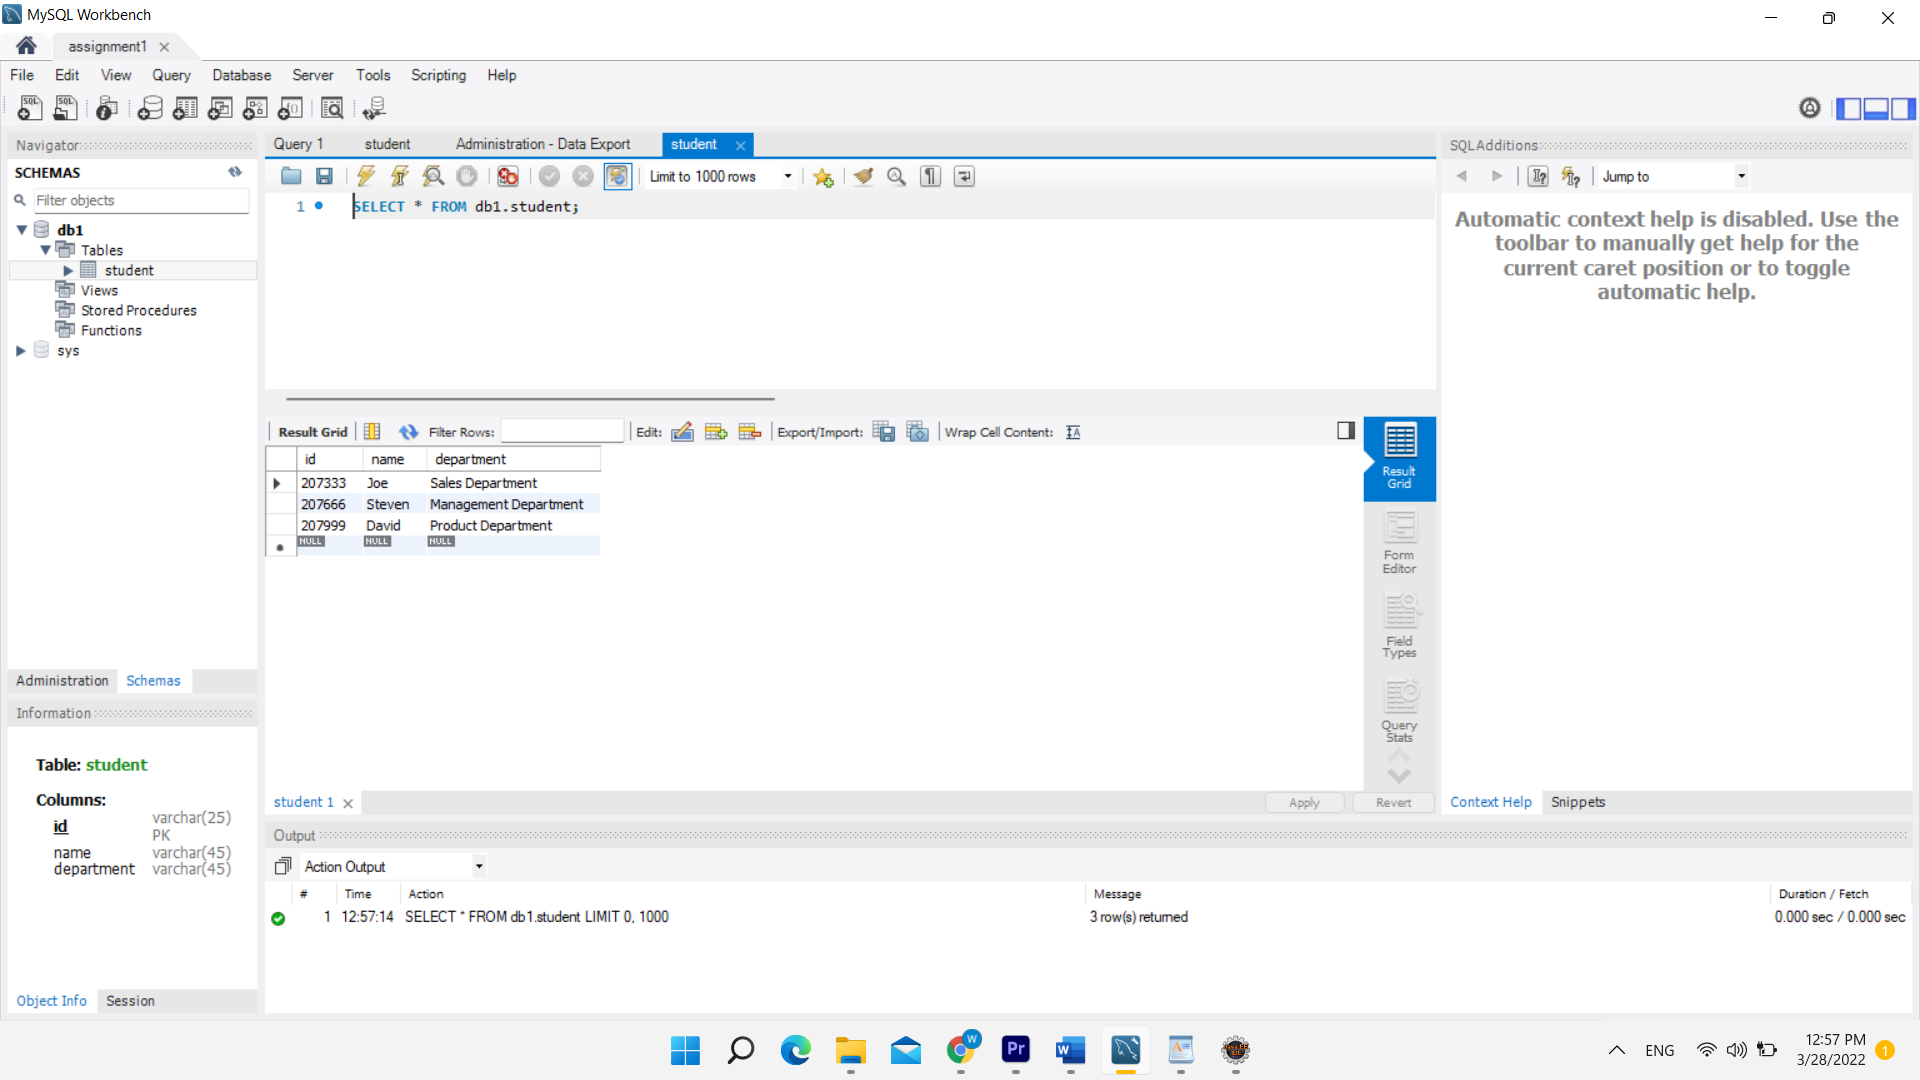 MySQL Workbench
assignment1
File Edit View Query Database Server Tools Scripting Help
Navigator
SCHEMAS
Filter objects
db1
Tables
student
Views
Stored Procedures
Functions
sys
Administration Schemas
Information
Table: student
Columns:
id varchar(25)
PK
name varchar(45)
department varchar(45)
Object Info Session
Query 1 student Administration - Data Export student
Limit to 1000 rows
1 SELECT * FROM db1.student;
Result Grid Filter Rows: Edit: Export/Import: Wrap Cell Content:
id name department
207333 Joe Sales Department
207666 Steven Management Department
207999 David Product Department
NULL NULL NULL
Result
Grid
Form
Editor
Field
Types
Query
Stats
student 1 Apply Revert
SQLAdditions
Jump to
Automatic context help is disabled. Use the
toolbar to manually get help for the
current caret position or to toggle
automatic help.
Context Help Snippets
Output
Action Output
# Time Action Message Duration / Fetch
1 12:57:14 SELECT * FROM db1.student LIMIT 0, 1000 3 row(s) returned 0.000 sec / 0.000 sec
W
Pr
W
ENG
12:57 PM
3/28/2022
1